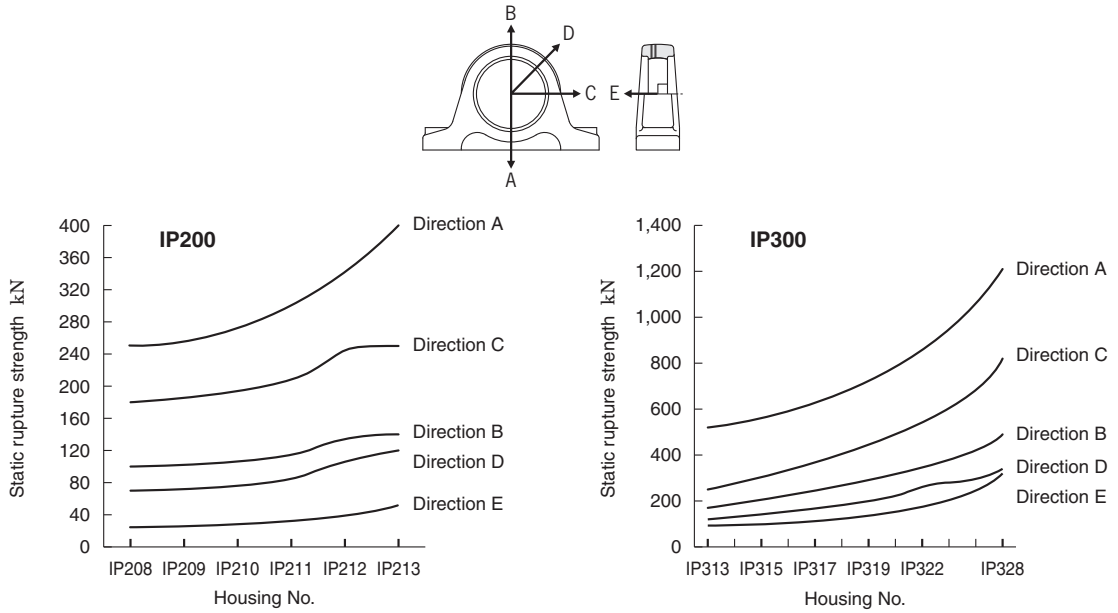 B
D
C
E
A
IP200
Static rupture strength kN
400
360
320
280
240
200
160
120
80
40
0
Direction A
Direction C
Direction B
Direction D
Direction E
IP208 IP209 IP210 IP211 IP212 IP213
Housing No.
IP300
Static rupture strength kN
1,400
1,200
1,000
800
600
400
200
0
Direction A
Direction C
Direction B
Direction D
Direction E
IP313 IP315 IP317 IP319 IP322 IP328
Housing No.